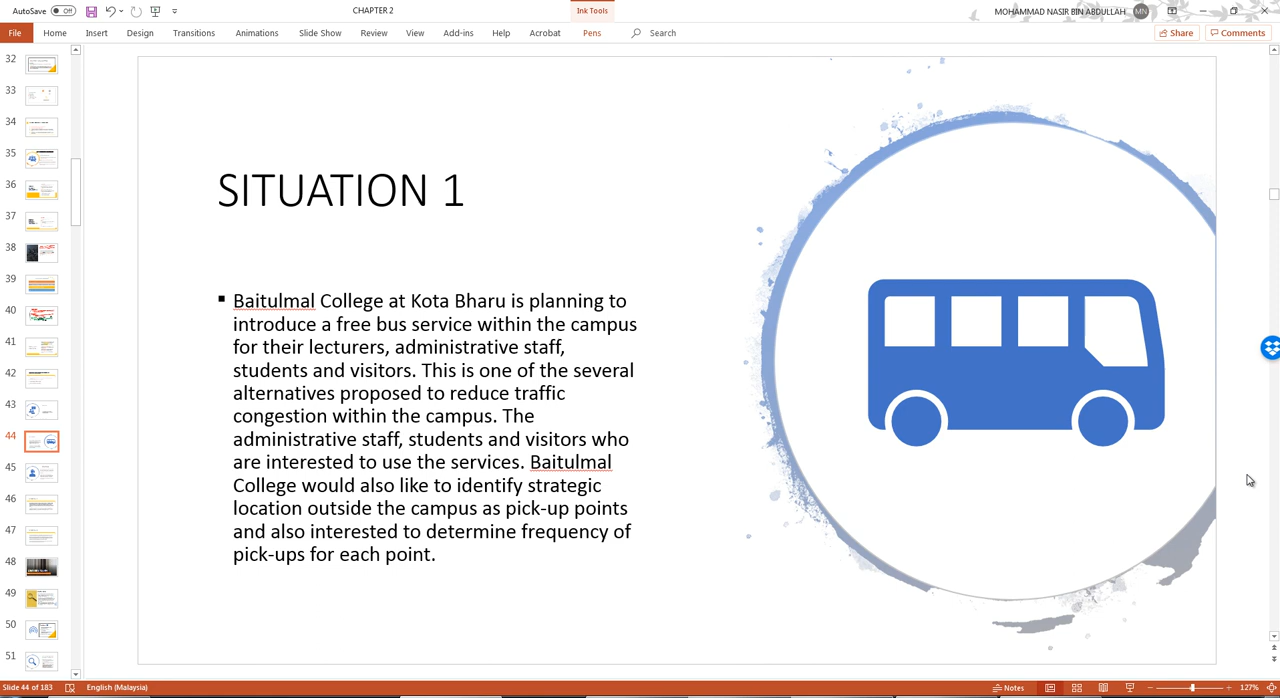 AutoSave Off
CHAPTER 2
Ink Tools
MOHAMMAD NASIR BIN ABDULLAH MN
File Home Insert Design Transitions Animations Slide Show Review View Add-ins Help Acrobat Pens Search Share Comments
32
33
34
35
36
37
38
39
40
41
42
43
44
45
46
47
48
49
50
51
SITUATION 1
▪ Baitulmal College at Kota Bharu is planning to
introduce a free bus service within the campus
for their lecturers, administrative staff,
students and visitors. This is one of the several
alternatives proposed to reduce traffic
congestion within the campus. The
administrative staff, students and visitors who
are interested to use the services. Baitulmal
College would also like to identify strategic
location outside the campus as pick-up points
and also interested to determine frequency of
pick-ups for each point.
Slide 44 of 183 English (Malaysia) Notes 127%